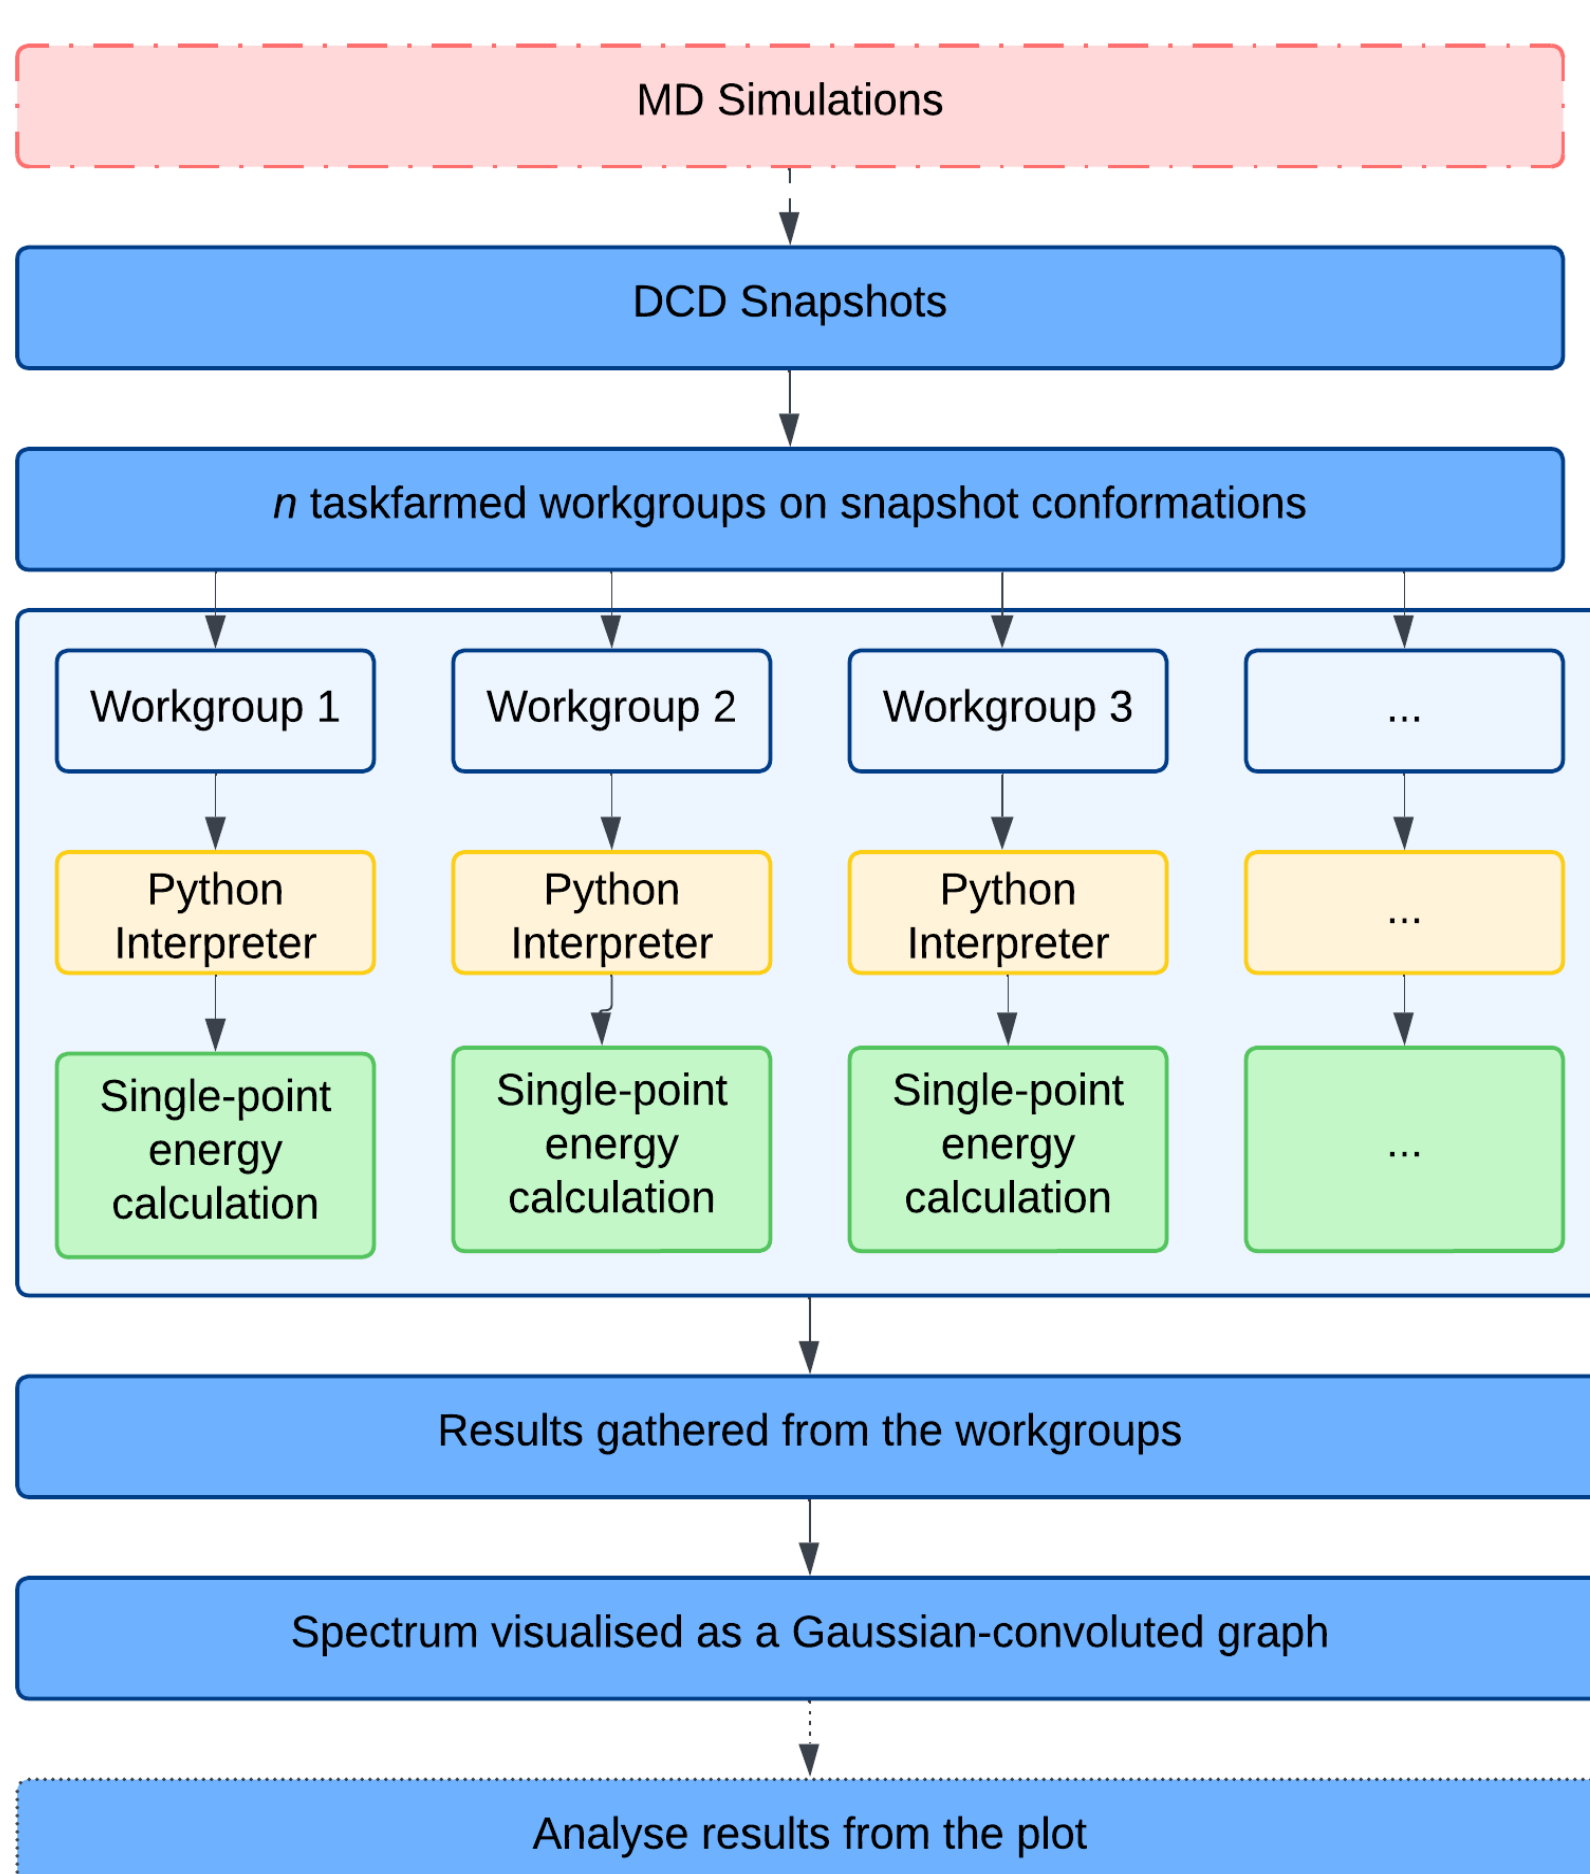 MD Simulations
DCD Snapshots
n taskfarmed workgroups on snapshot conformations
Workgroup 1
Workgroup 2
Workgroup 3
...
Python
Interpreter
Python
Interpreter
Python
Interpreter
...
Single-point
energy
calculation
Single-point
energy
calculation
Single-point
energy
calculation
...
Results gathered from the workgroups
Spectrum visualised as a Gaussian-convoluted graph
Analyse results from the plot